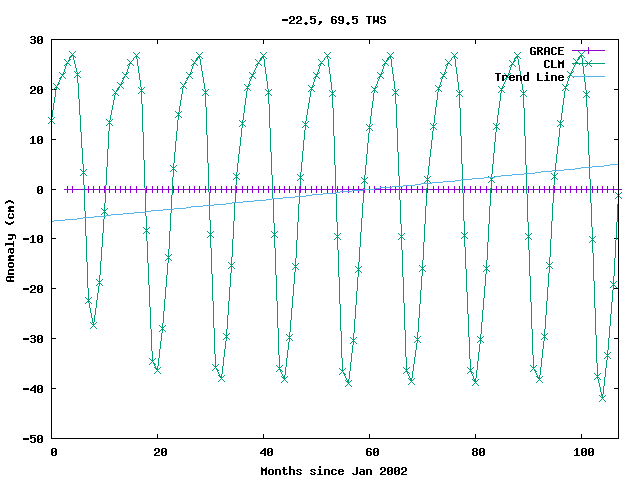 -22.5, 69.5 TWS
GRACE
CLM
Trend Line
30
20
10
0
-10
-20
-30
-40
-50
Anomaly (cm)
0 20 40 60 80 100
Months since Jan 2002